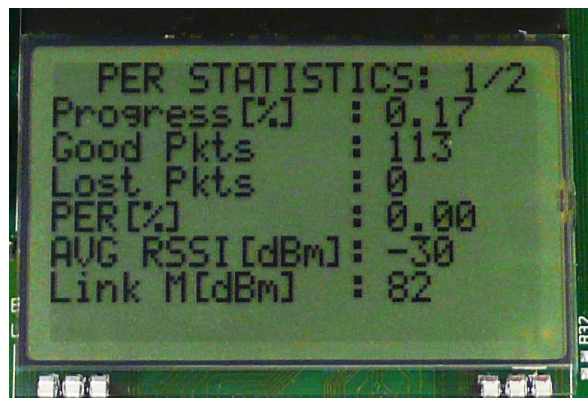 PER STATISTICS: 1/2
Progress[%] : 0.17
Good Pkts : 113
Lost Pkts : 0
PER[%] : 0.00
AVG RSSI[dBm]: -30
Link M[dBm] : 82